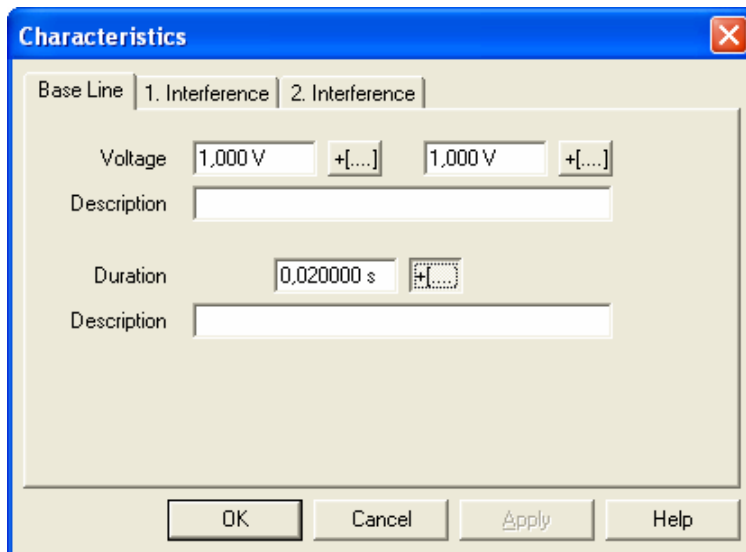 Characteristics
Base Line 1. Interference 2. Interference
Voltage 1,000 V +[....] 1,000 V +[....]
Description
Duration 0,020000 s +[....]
Description
OK Cancel Apply Help